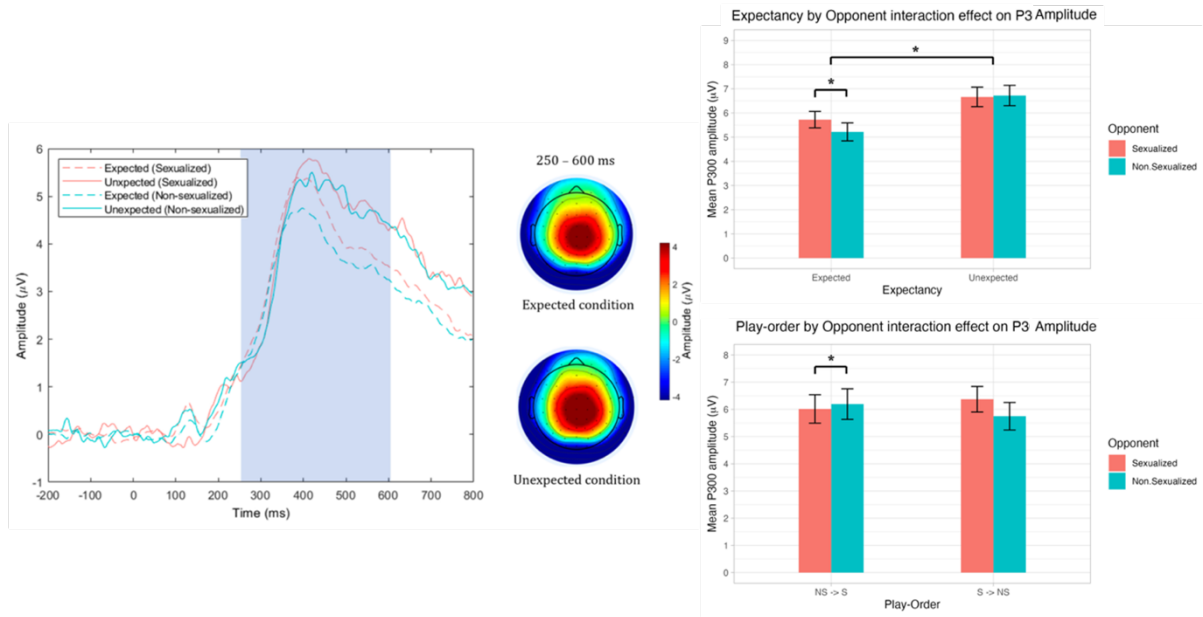 6
5
4
3
2
1
0
-1
Amplitude (μV)
Expected (Sexualized)
Unxpected (Sexualized)
Expected (Non-sexualized)
Unexpected (Non-sexualized)
-200 -100 0 100 200 300 400 500 600 700 800
Time (ms)
250 – 600 ms
Expected condition
Unexpected condition
4
2
0
-2
-4
Amplitude (μV)
Expectancy by Opponent interaction effect on P3 Amplitude
9
8
7
6
5
4
3
2
1
0
Mean P300 amplitude (μV)
*
*
Expected Unexpected
Expectancy
Opponent
Sexualized
Non.Sexualized
Play-order by Opponent interaction effect on P3 Amplitude
8
7
6
5
4
3
2
1
0
Mean P300 amplitude (μV)
*
NS -> S S -> NS
Play-Order
Opponent
Sexualized
Non.Sexualized